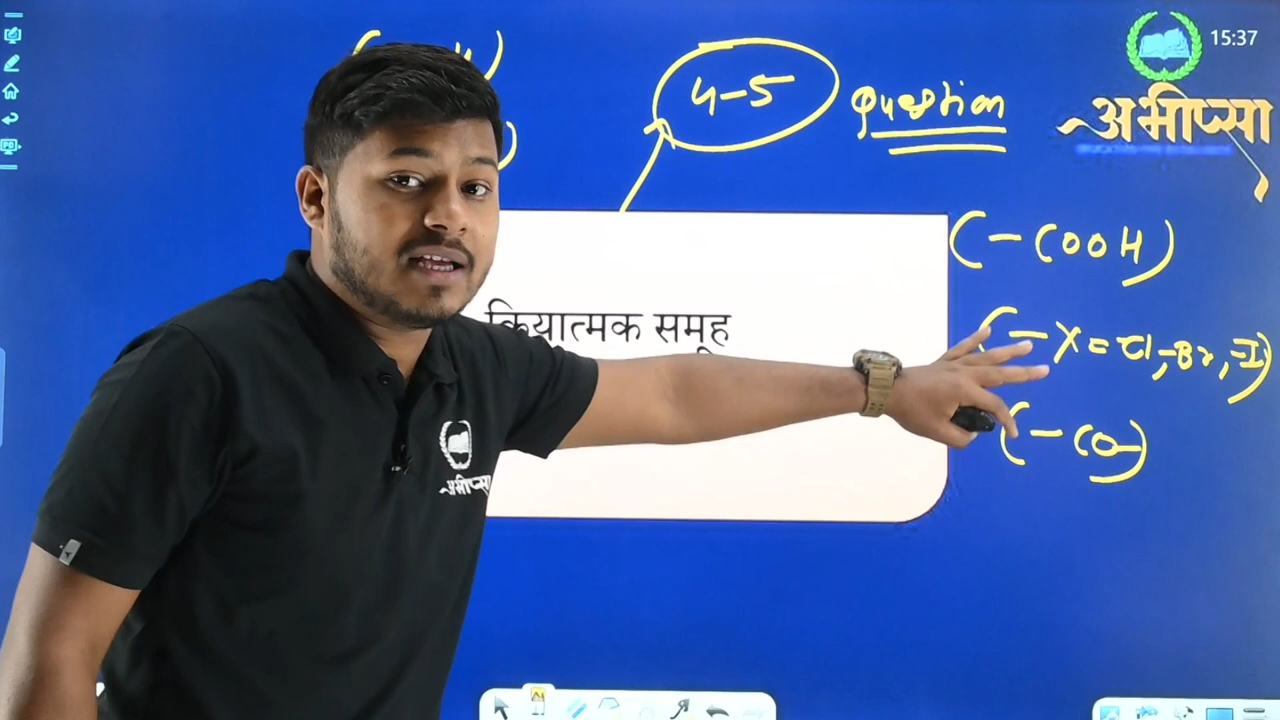 15:37
4-5 Question
अभीप्सा
(-COOH)
क्रियात्मक समूह
(-X = Cl, -Br, -I)
(-CO-)
अभीप्सा